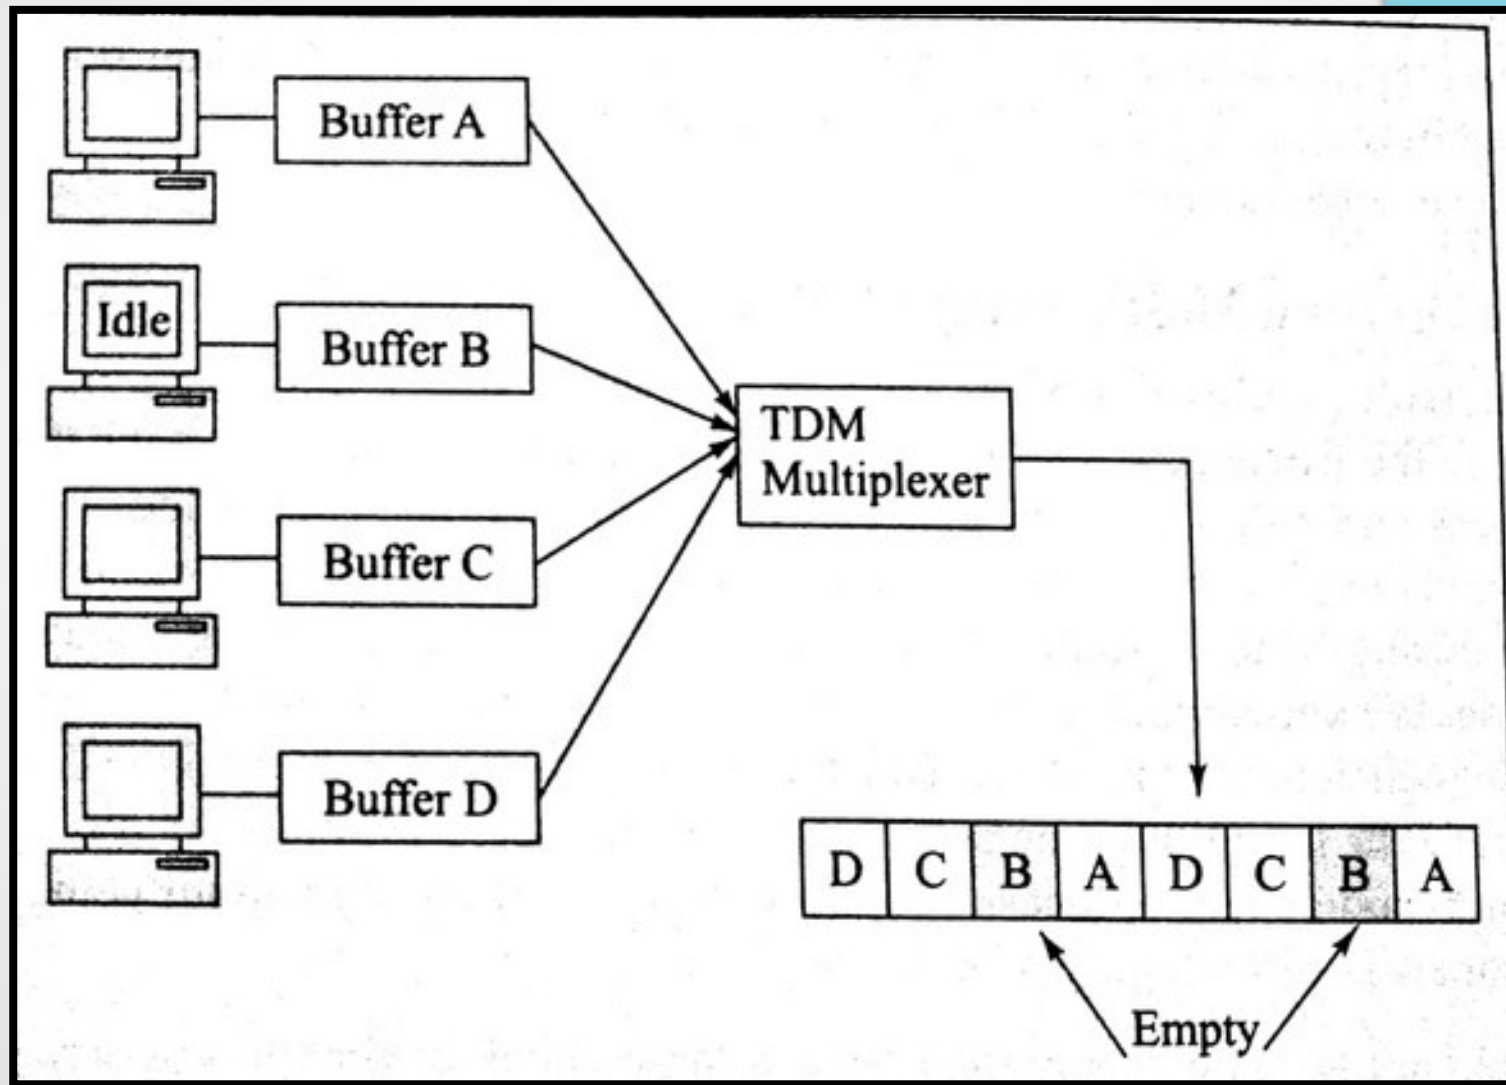 Buffer A
Idle
Buffer B
TDM
Multiplexer
Buffer C
Buffer D
D C B A D C B A
Empty